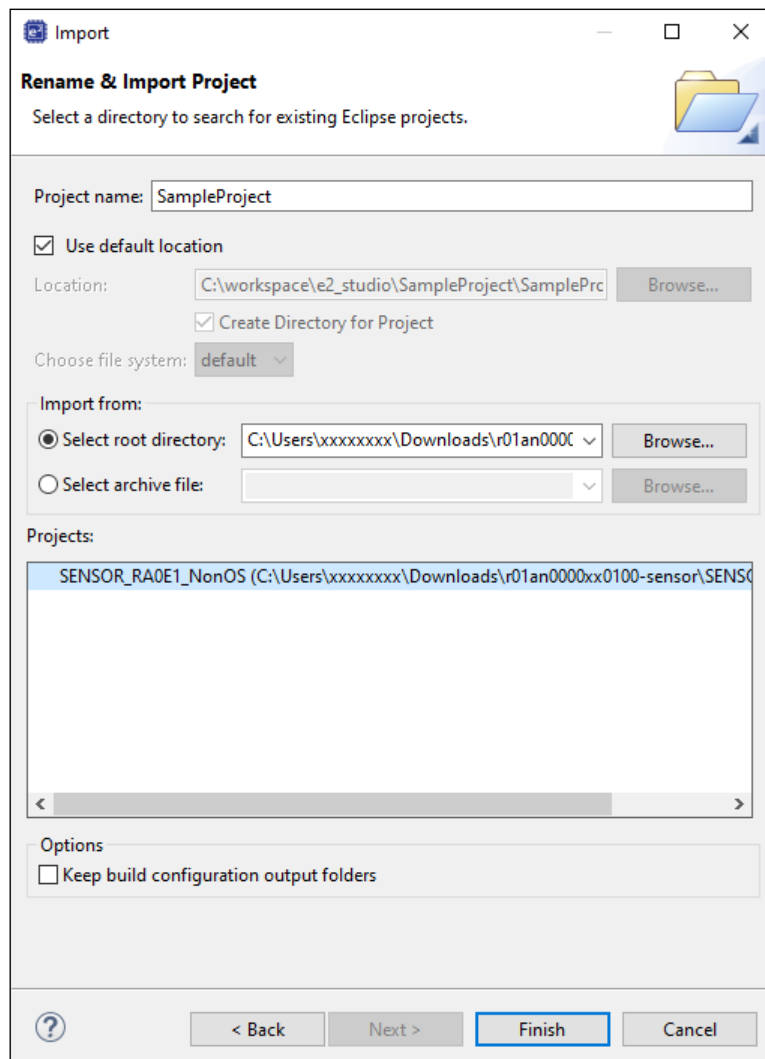 Import
Rename & Import Project
Select a directory to search for existing Eclipse projects.
Project name: SampleProject
Use default location
Location: C:\workspace\e2_studio\SampleProject\SamplePrc Browse...
Create Directory for Project
Choose file system: default
Import from:
Select root directory: C:\Users\xxxxxxxx\Downloads\r01an000( Browse...
Select archive file: Browse...
Projects:
SENSOR_RA0E1_NonOS (C:\Users\xxxxxxxx\Downloads\r01an0000xx0100-sensor\SENSO
Options
Keep build configuration output folders
< Back Next > Finish Cancel